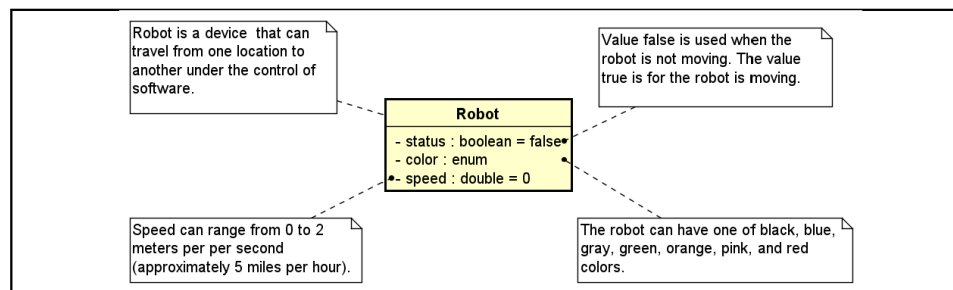 Robot is a device that can
travel from one location to
another under the control of
software.
Value false is used when the
robot is not moving. The value
true is for the robot is moving.
Robot
- status : boolean = false
- color : enum
- speed : double = 0
Speed can range from 0 to 2
meters per per second
(approximately 5 miles per hour).
The robot can have one of black, blue,
gray, green, orange, pink, and red
colors.